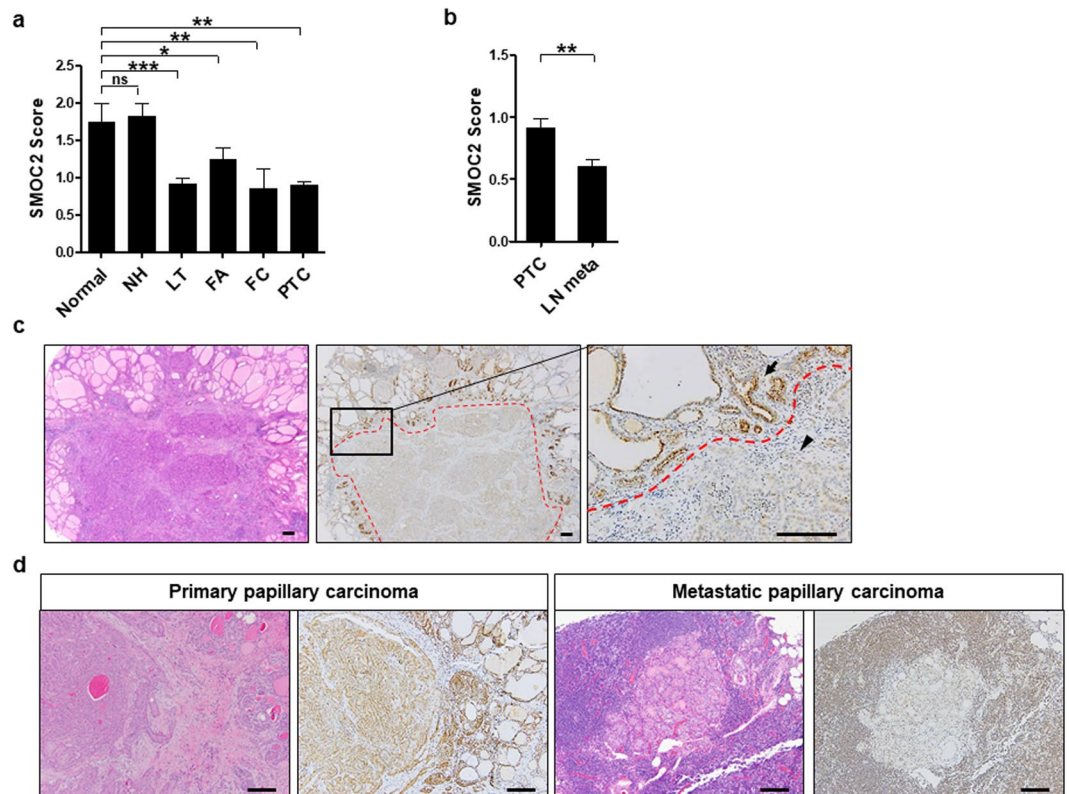 a
**
**
*
***
ns
2.5
2.0
1.5
1.0
0.5
0.0
SMOC2 Score
Normal
NH
LT
FA
FC
PTC
b
**
1.5
1.0
0.5
0.0
SMOC2 Score
PTC
LN meta
c
d
Primary papillary carcinoma
Metastatic papillary carcinoma